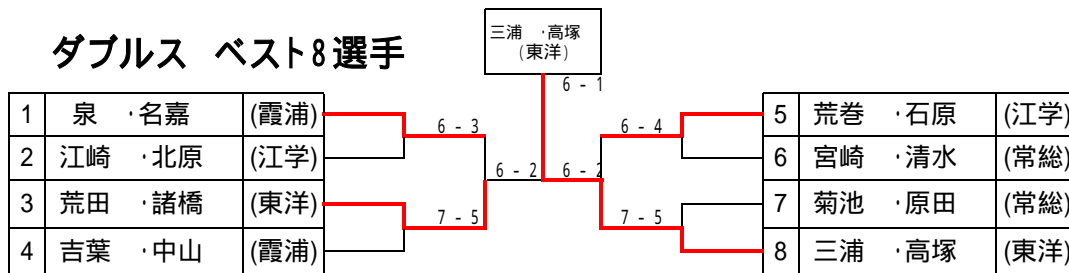 三浦 ・高塚
(東洋)
ダブルス ベスト8選手
6 - 1
1 泉 ・名嘉 (霞浦)
6 - 3
6 - 4
5 荒巻 ・石原 (江学)
2 江崎 ・北原 (江学)
6 - 2
6 - 2
6 宮崎 ・清水 (常総)
3 荒田 ・諸橋 (東洋)
7 - 5
7 - 5
7 菊池 ・原田 (常総)
4 吉葉 ・中山 (霞浦)
8 三浦 ・高塚 (東洋)